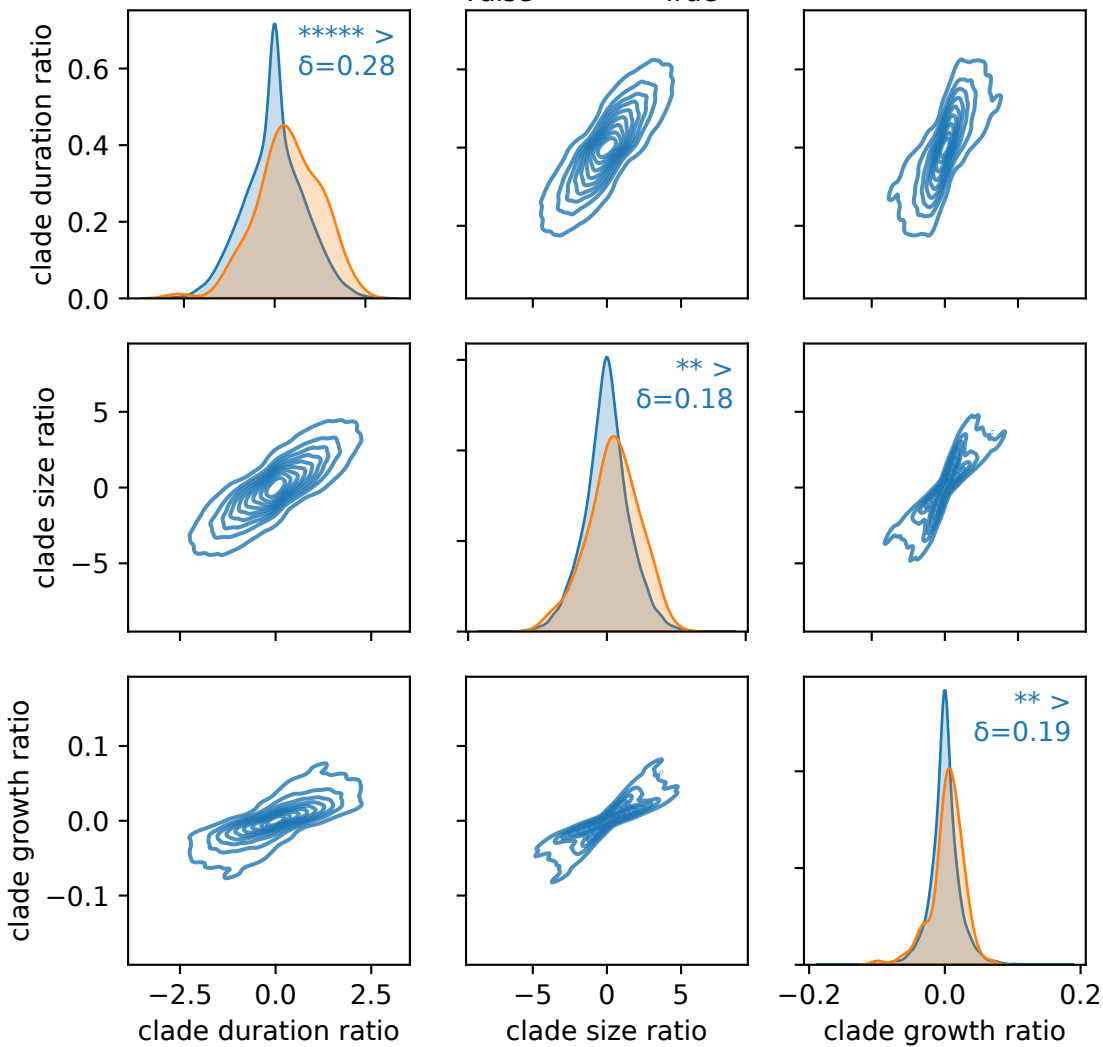 ***** >
δ=0.28
clade duration ratio
0.6
0.4
0.2
0.0
** >
δ=0.18
clade size ratio
5
0
−5
** >
δ=0.19
clade growth ratio
0.1
0.0
−0.1
−2.5 0.0 2.5
−5 0 5
−0.2 0.0 0.2
clade duration ratio
clade size ratio
clade growth ratio